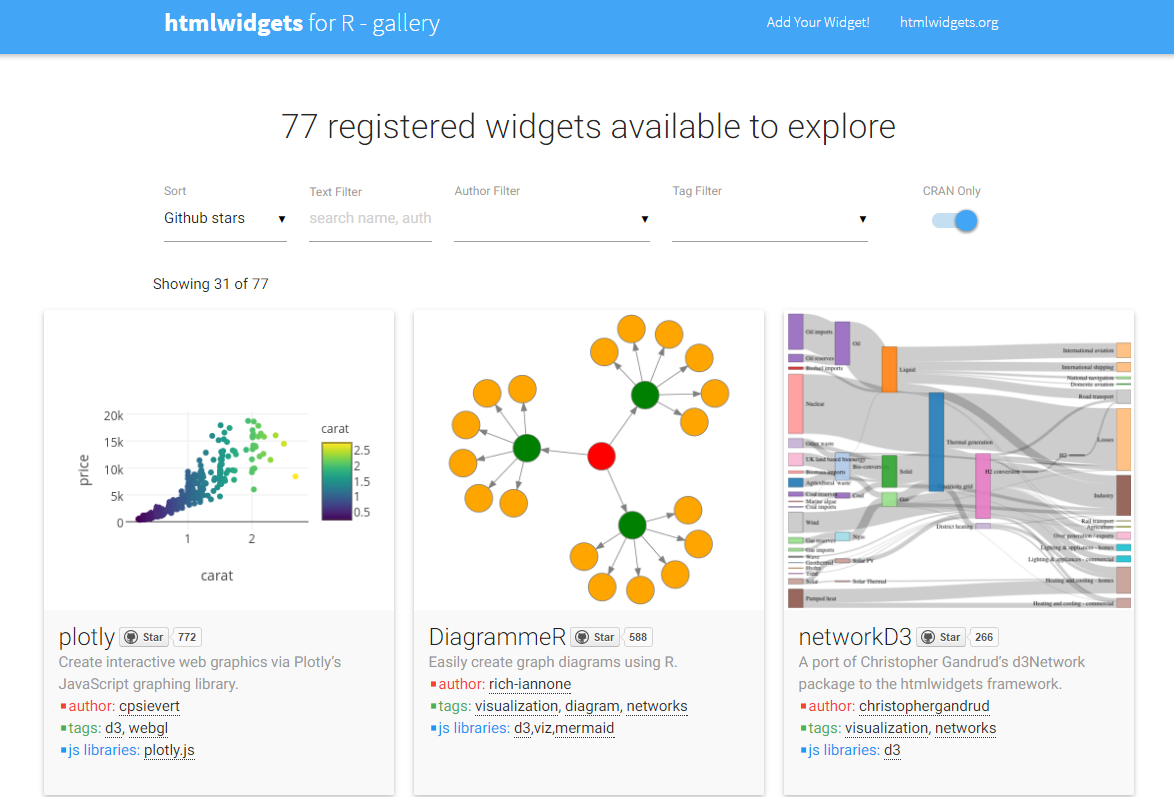 htmlwidgets for R - gallery
Add Your Widget!
htmlwidgets.org
77 registered widgets available to explore
Sort
Text Filter
Author Filter
Tag Filter
CRAN Only
Github stars
search name, auth
Showing 31 of 77
20k
15k
10k
5k
0
price
1
2
carat
carat
2.5
2
1.5
1
0.5
Oil imports
Oil reserves
Biofuel imports
Nuclear
Other waste
UK land based bioenergy
Biomass imports
Agricultural waste
Coal reserves
Marine algae
Coal imports
Wind
Gas reserves
Gas imports
Wave
Geothermal
Hydro
Tidal
Solar
Pumped heat
Oil
Liquid
Thermal generation
Solid
Coal
Gas
Ngas
Solar PV
Solar Thermal
H2 conversion
H2
District heating
International aviation
International shipping
National navigation
Domestic aviation
Road transport
Losses
Industry
Rail transport
Agriculture
Over generation / exports
Lighting & appliances - homes
Lighting & appliances - commercial
Heating and cooling - homes
Heating and cooling - commercial
plotly Star 772
Create interactive web graphics via Plotly’s
JavaScript graphing library.
author: cpsievert
tags: d3, webgl
js libraries: plotly.js
DiagrammeR Star 588
Easily create graph diagrams using R.
author: rich-iannone
tags: visualization, diagram, networks
js libraries: d3,viz,mermaid
networkD3 Star 266
A port of Christopher Gandrud’s d3Network
package to the htmlwidgets framework.
author: christophergandrud
tags: visualization, networks
js libraries: d3